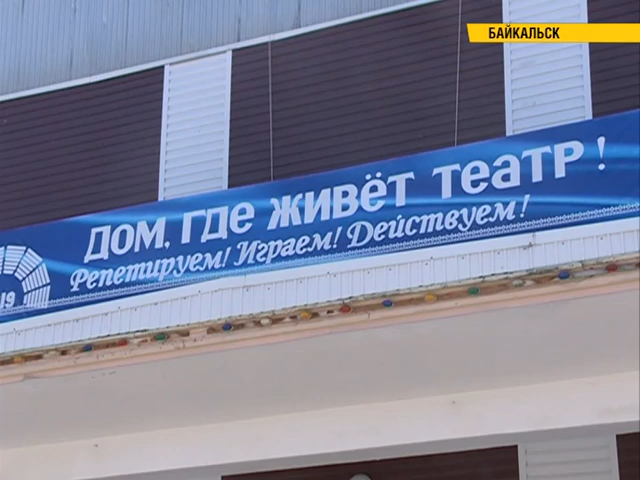 БАЙКАЛЬСК
ДОМ, ГДЕ ЖИВЁТ ТЕАТР!
Репетируем! Играем! Действуем!